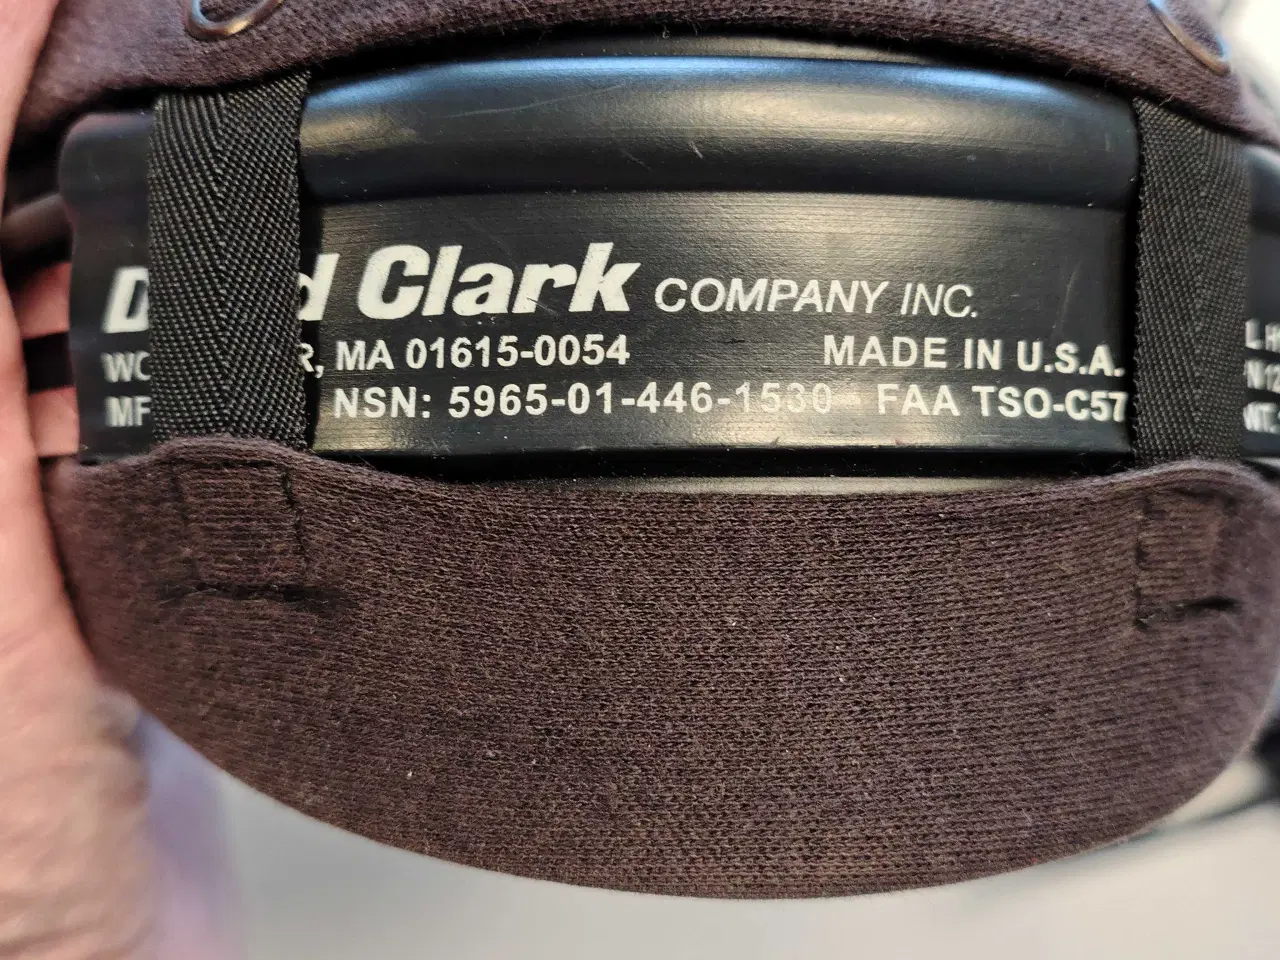 Clark COMPANY INC.
MA 01615-0054 MADE IN U.S.A.
NSN: 5965-01-446-1530 FAA TSO-C57